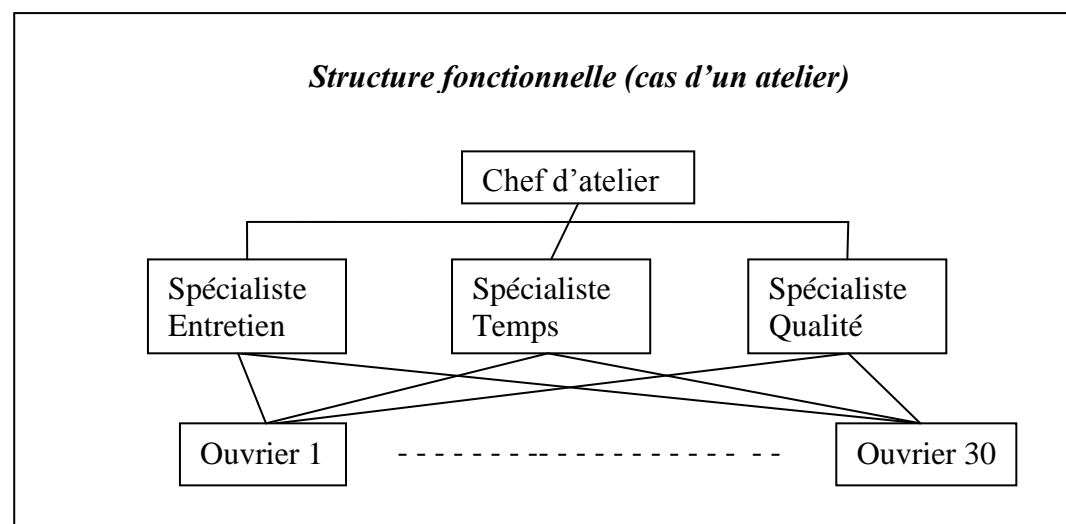 Structure fonctionnelle (cas d'un atelier)
Chef d'atelier
Spécialiste
Entretien
Spécialiste
Temps
Spécialiste
Qualité
Ouvrier 1
Ouvrier 30